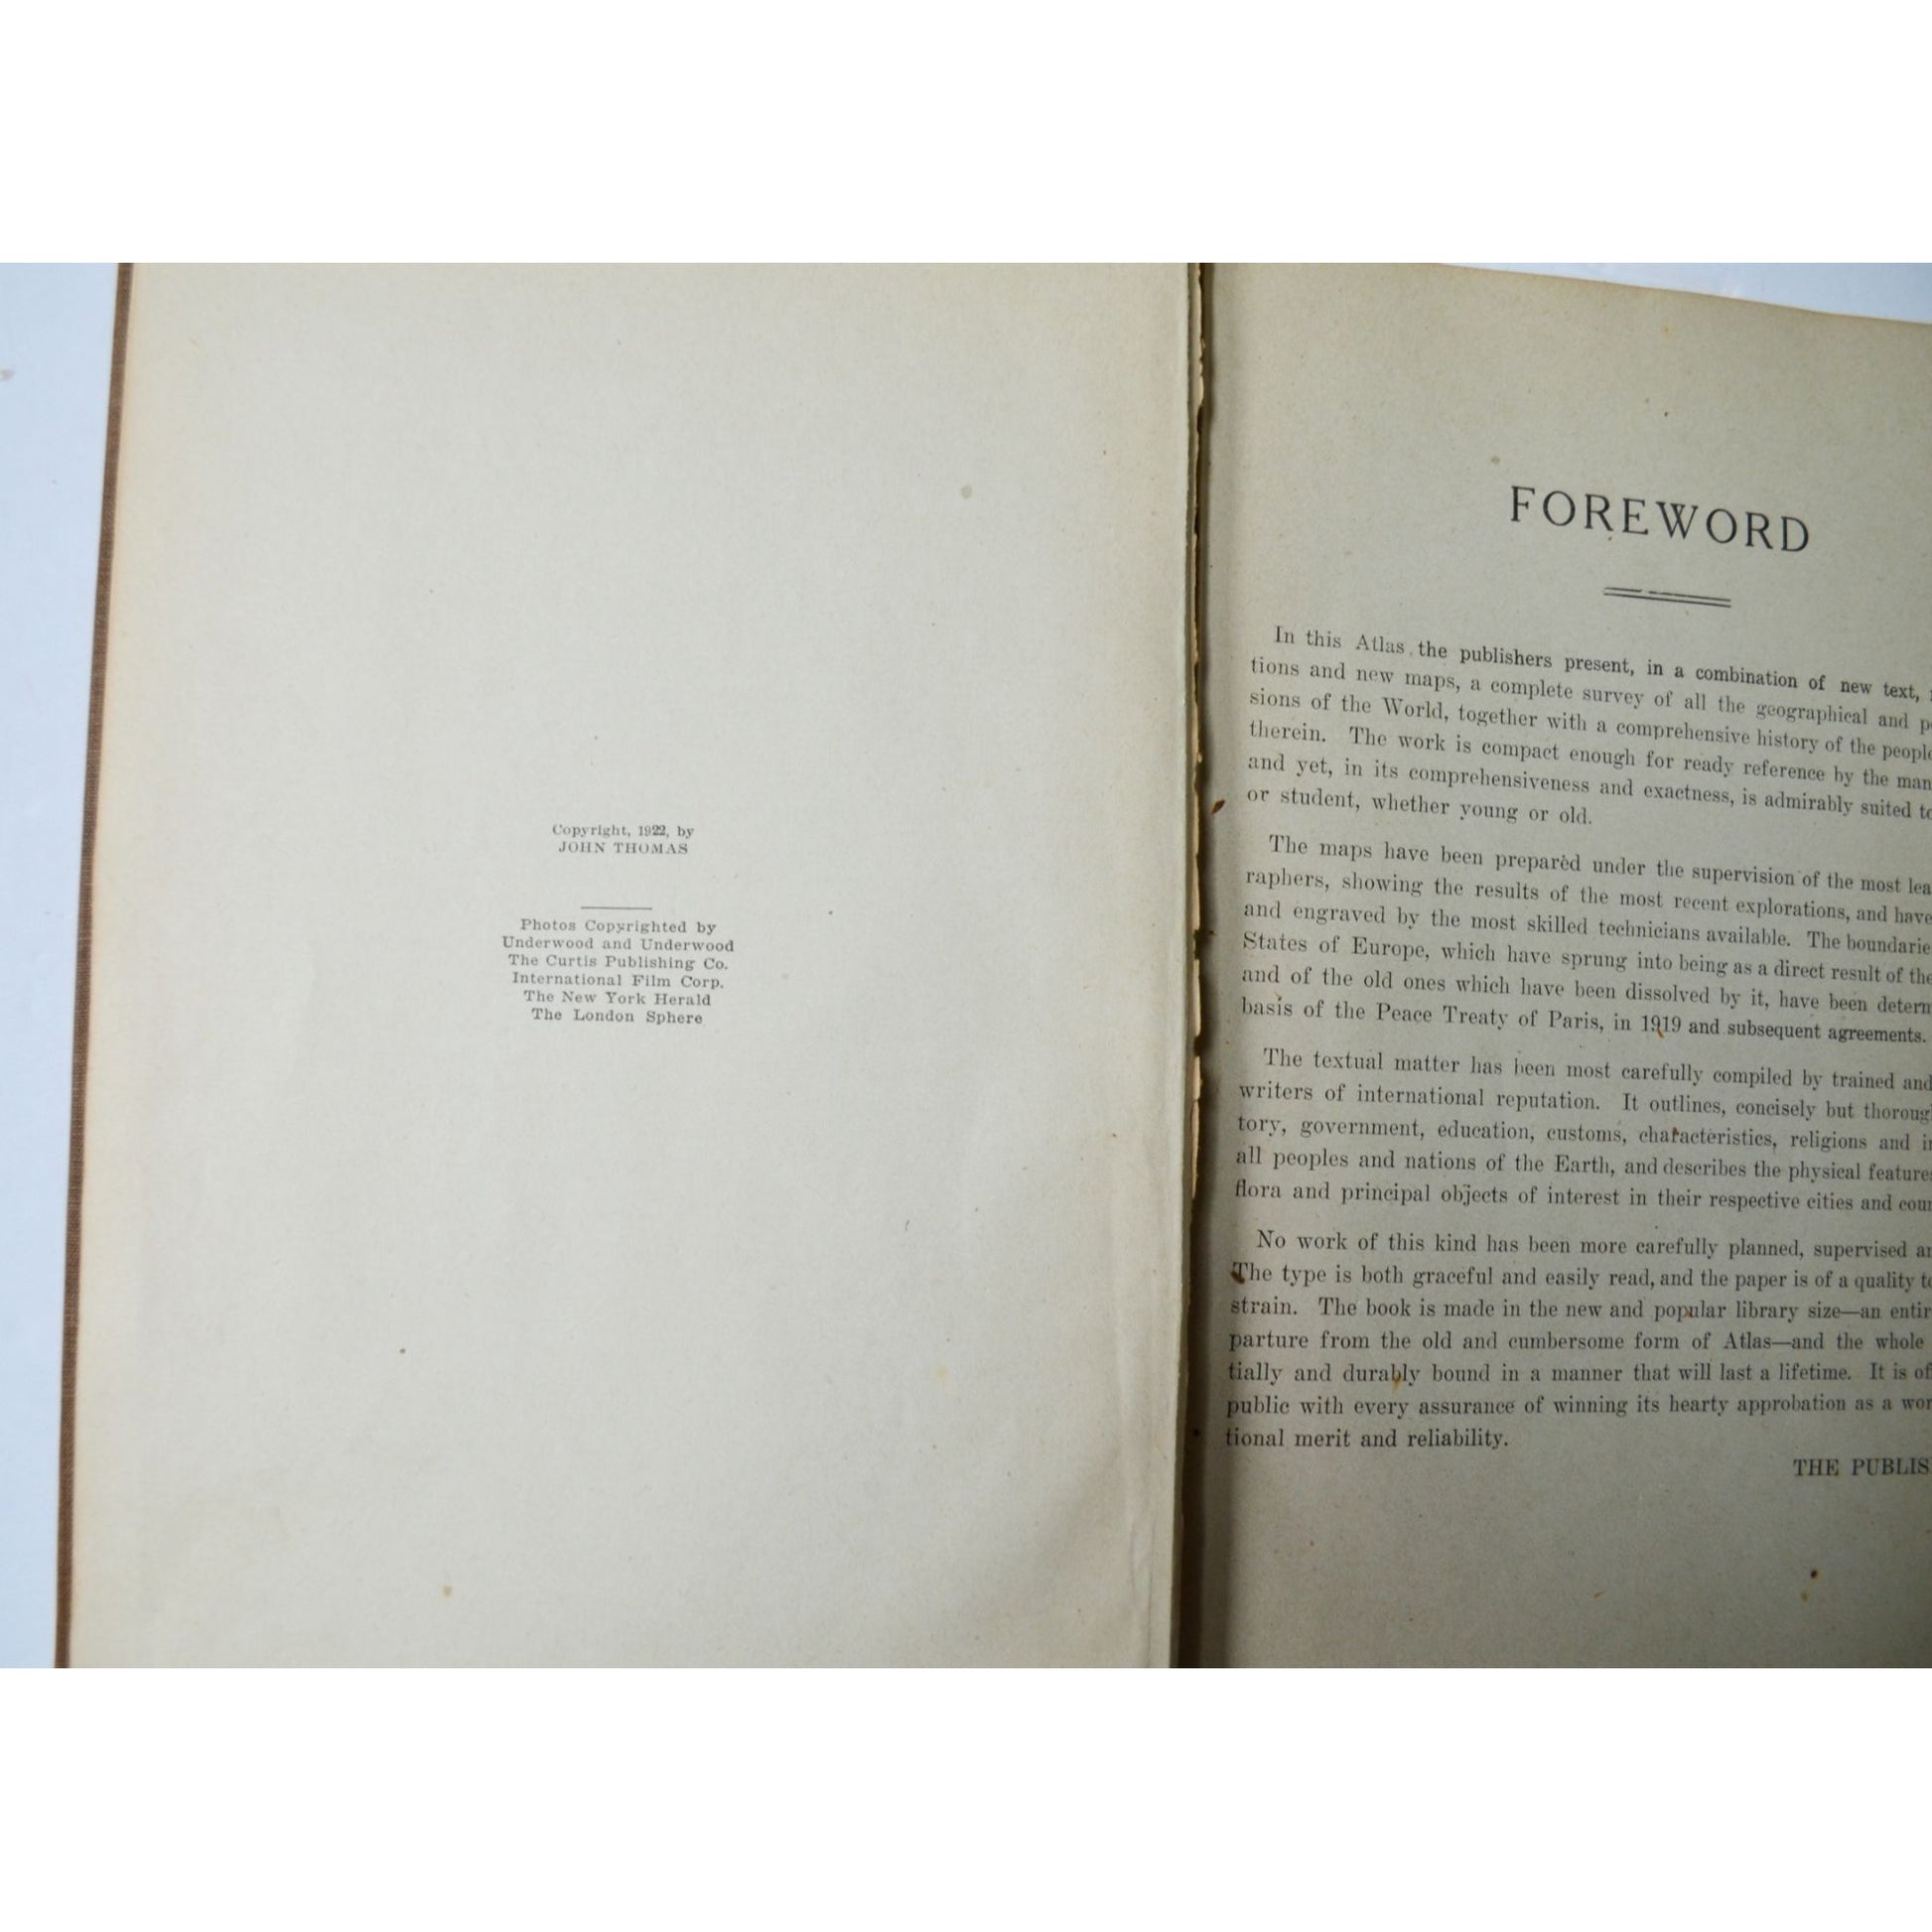 Copyright, 1922, by
JOHN THOMAS
Photos Copyrighted by
Underwood and Underwood
The Curtis Publishing Co.
International Film Corp.
The New York Herald
The London Sphere
FOREWORD
In this Atlas the publishers present, in a combination of new text,
tions and new maps, a complete survey of all the geographical and
sions of the World, together with a comprehensive history of the people
therein. The work is compact enough for ready reference by the man
and yet, in its comprehensiveness and exactness, is admirably suited
or student, whether young or old.
The maps have been prepared under the supervision of the most
raphers, showing the results of the most recent explorations, and have
and engraved by the most skilled technicians available. The
States of Europe, which have sprung into being as a direct result of the
and of the old ones which have been dissolved by it, have been
basis of the Peace Treaty of Paris, in 1919 and subsequent agreements.
The textual matter has been most carefully compiled by trained and
writers of international reputation. It outlines, concisely but
tory, government, education, customs, characteristics, religions and
all peoples and nations of the Earth, and describes the physical
flora and principal objects of interest in their respective cities and
No work of this kind has been more carefully planned, supervised
The type is both graceful and easily read, and the paper is of a quality
strain. The book is made in the new and popular library size—an
parture from the old and cumbersome form of Atlas—and the whole
tially and durably bound in a manner that will last a lifetime. It is
public with every assurance of winning its hearty approbation as a
tional merit and reliability.
THE